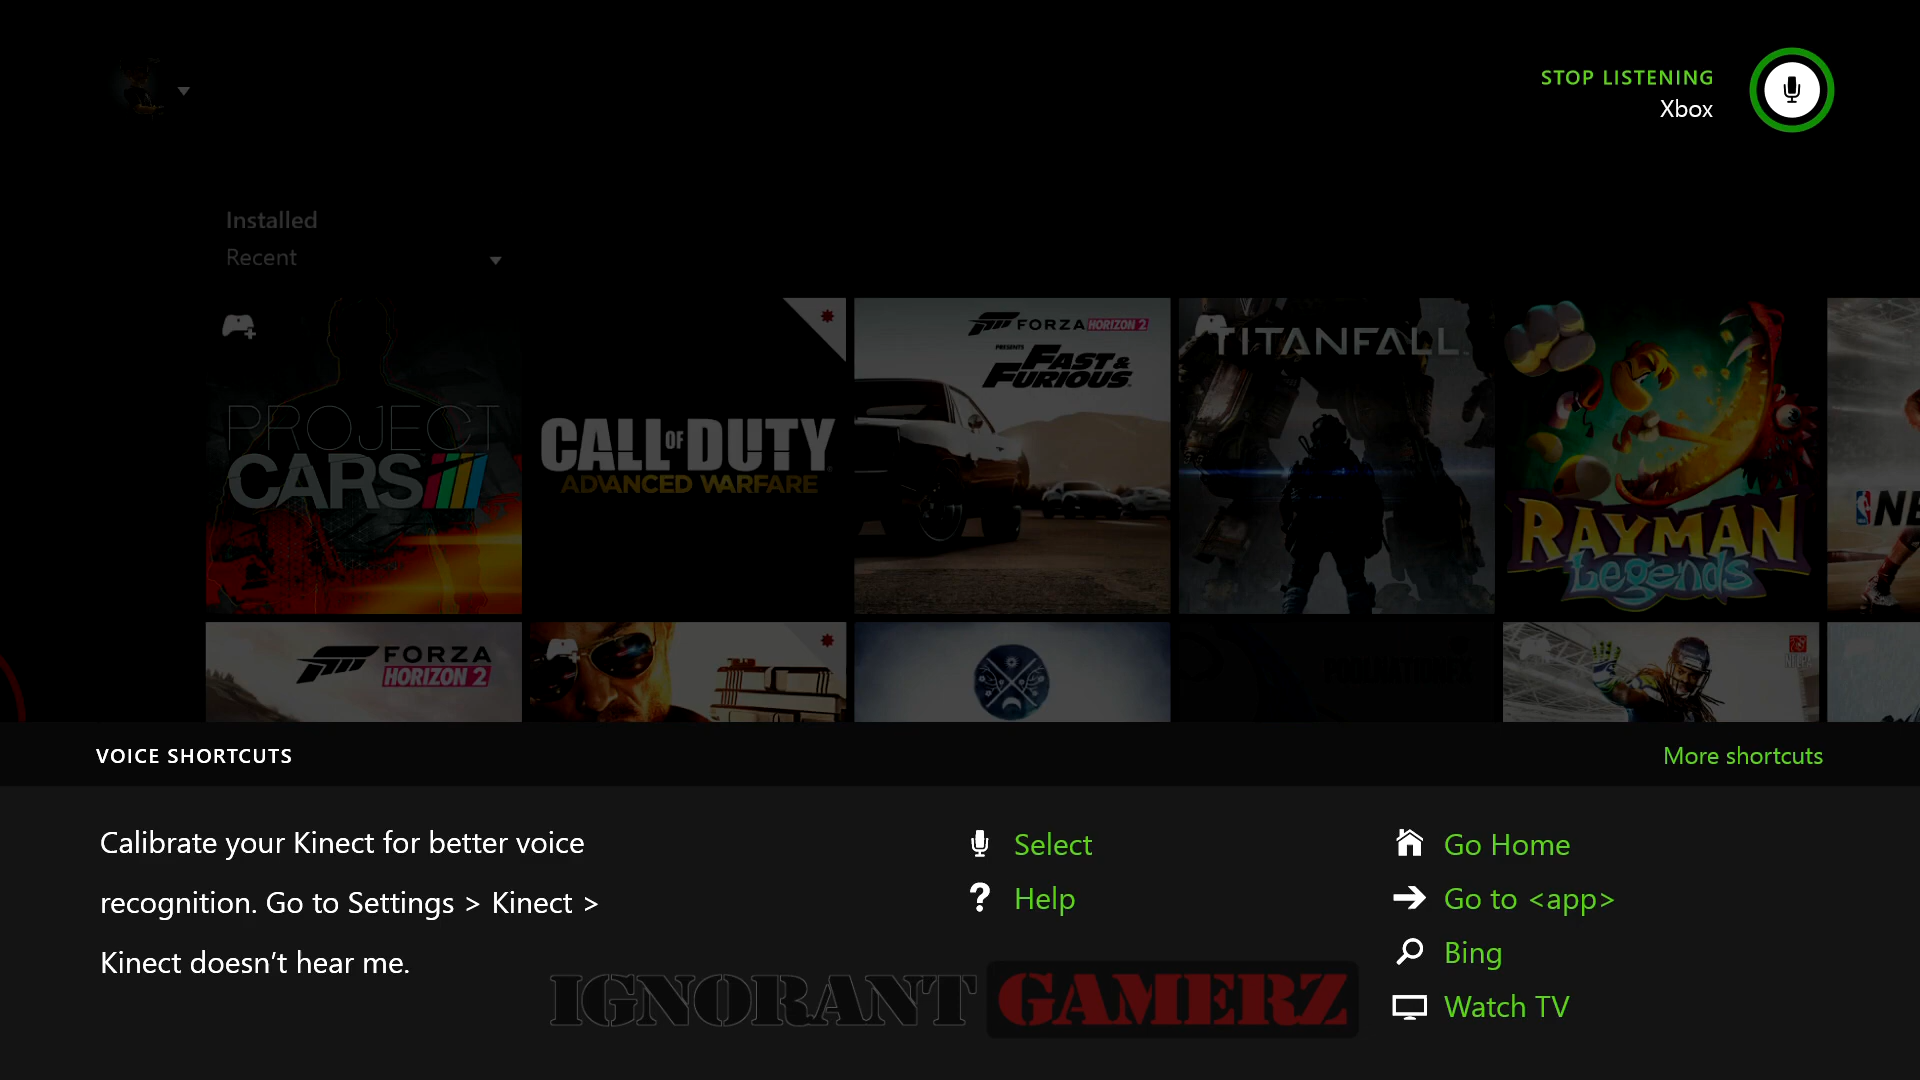 STOP LISTENING
Xbox
Installed
Recent
PROJECT
CARS
CALL OF DUTY
ADVANCED WARFARE
FORZA HORIZON 2
PRESENTS
FAST &
FURIOUS
TITANFALL
RAYMAN
Legends
FORZA
HORIZON 2
VOICE SHORTCUTS
More shortcuts
Calibrate your Kinect for better voice
recognition. Go to Settings > Kinect >
Kinect doesn't hear me.
Select
Help
Go Home
Go to <app>
Bing
Watch TV
IGNORANT GAMERZ